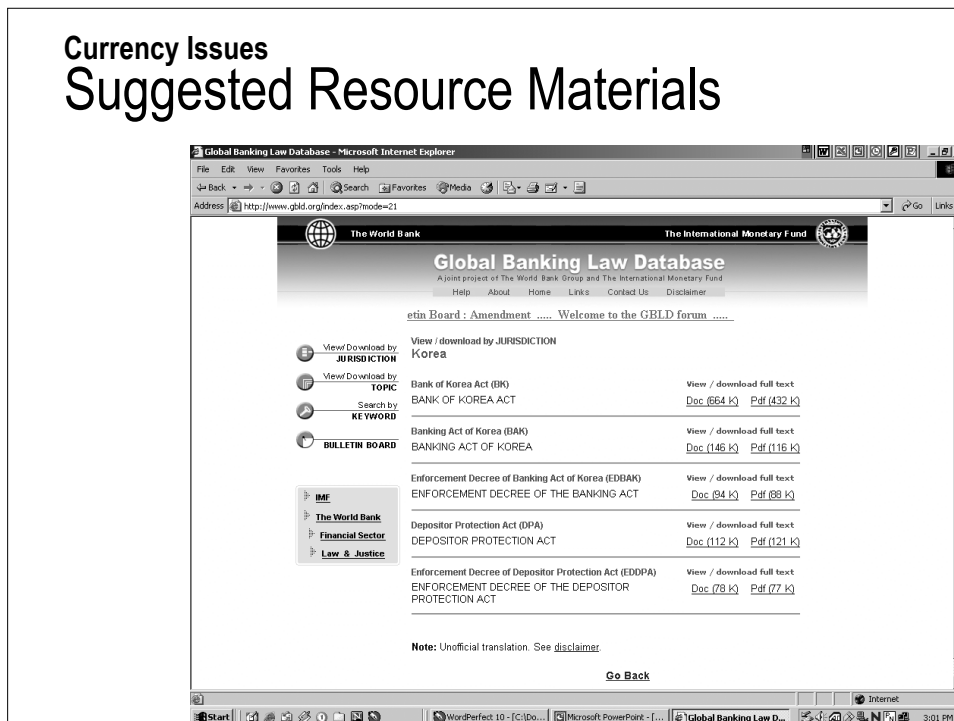 Currency Issues
Suggested Resource Materials
Global Banking Law Database - Microsoft Internet Explorer
File Edit View Favorites Tools Help
Back Search Favorites Media
Address http://www.gbld.org/index.asp?mode=21 Go Links
The World Bank The International Monetary Fund
Global Banking Law Database
A joint project of The World Bank Group and The International Monetary Fund
Help About Home Links Contact Us Disclaimer
etin Board : Amendment ..... Welcome to the GBLD forum .....
View/Download by
JURISDICTION
View/Download by
TOPIC
Search by
KEYWORD
BULLETIN BOARD
IMF
The World Bank
Financial Sector
Law & Justice
View / download by JURISDICTION
Korea
Bank of Korea Act (BK) View / download full text
BANK OF KOREA ACT Doc (664 K) Pdf (432 K)
Banking Act of Korea (BAK) View / download full text
BANKING ACT OF KOREA Doc (146 K) Pdf (116 K)
Enforcement Decree of Banking Act of Korea (EDBAK) View / download full text
ENFORCEMENT DECREE OF THE BANKING ACT Doc (94 K) Pdf (88 K)
Depositor Protection Act (DPA) View / download full text
DEPOSITOR PROTECTION ACT Doc (112 K) Pdf (121 K)
Enforcement Decree of Depositor Protection Act (EDDPA) View / download full text
ENFORCEMENT DECREE OF THE DEPOSITOR Doc (78 K) Pdf (77 K)
PROTECTION ACT
Note: Unofficial translation. See disclaimer.
Go Back
Internet
Start WordPerfect 10 - [C:\Do... Microsoft PowerPoint - [... Global Banking Law D... 3:01 PM